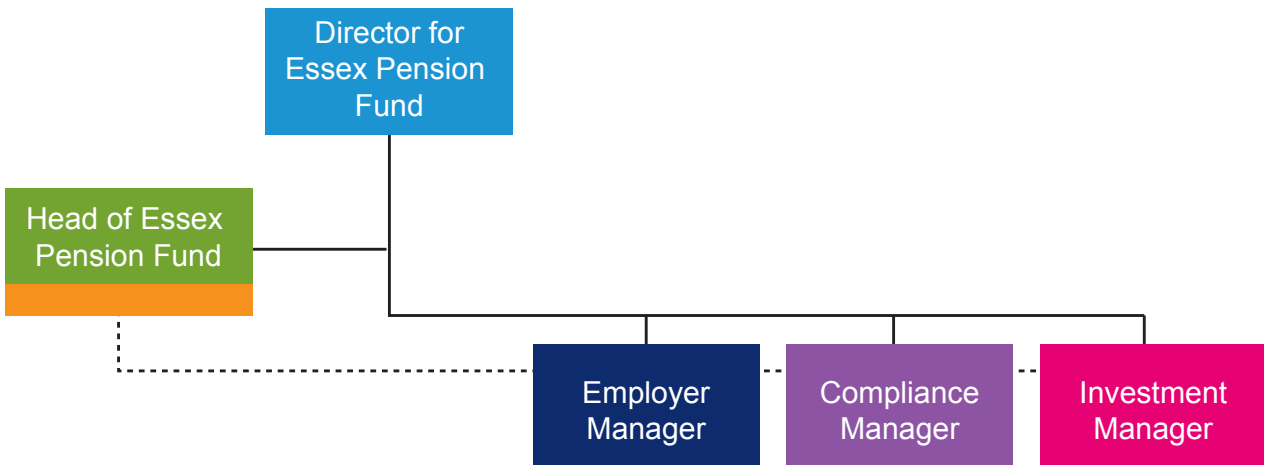 Director for
Essex Pension
Fund
Head of Essex
Pension Fund
Employer
Manager
Compliance
Manager
Investment
Manager